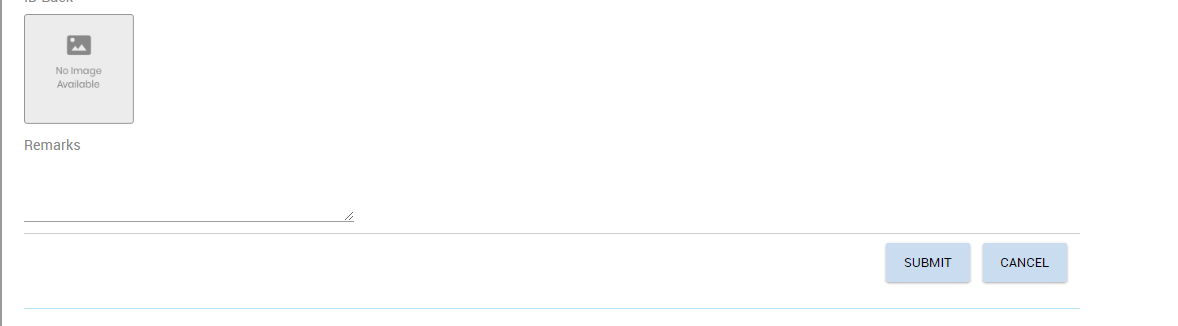 No Image
Available
Remarks
SUBMIT CANCEL